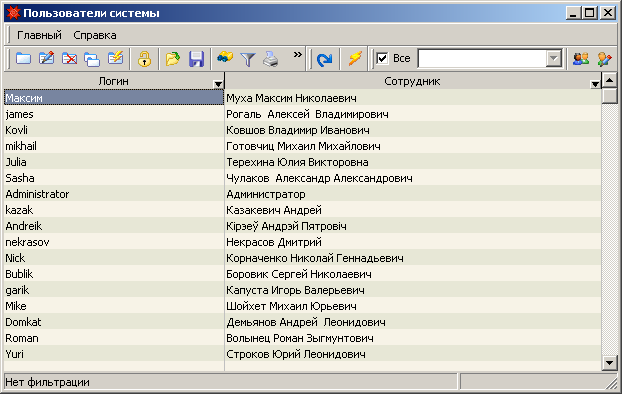 Пользователи системы
Главный Справка
» Все
Логин Сотрудник
Максим Муха Максим Николаевич
james Рогаль Алексей Владимирович
Kovli Ковшов Владимир Иванович
mikhail Готовчиц Михаил Михайлович
Julia Терехина Юлия Викторовна
Sasha Чулаков Александр Александрович
Administrator Администратор
kazak Казакевич Андрей
Andreik Кірэеў Андрэй Пятровіч
nekrasov Некрасов Дмитрий
Nick Корначенко Николай Геннадьевич
Bublik Боровик Сергей Николаевич
garik Капуста Игорь Валерьевич
Mike Шойхет Михаил Юрьевич
Domkat Демьянов Андрей Леонидович
Roman Волынец Роман Зыгмунтович
Yuri Строков Юрий Леонидович
Нет фильтрации